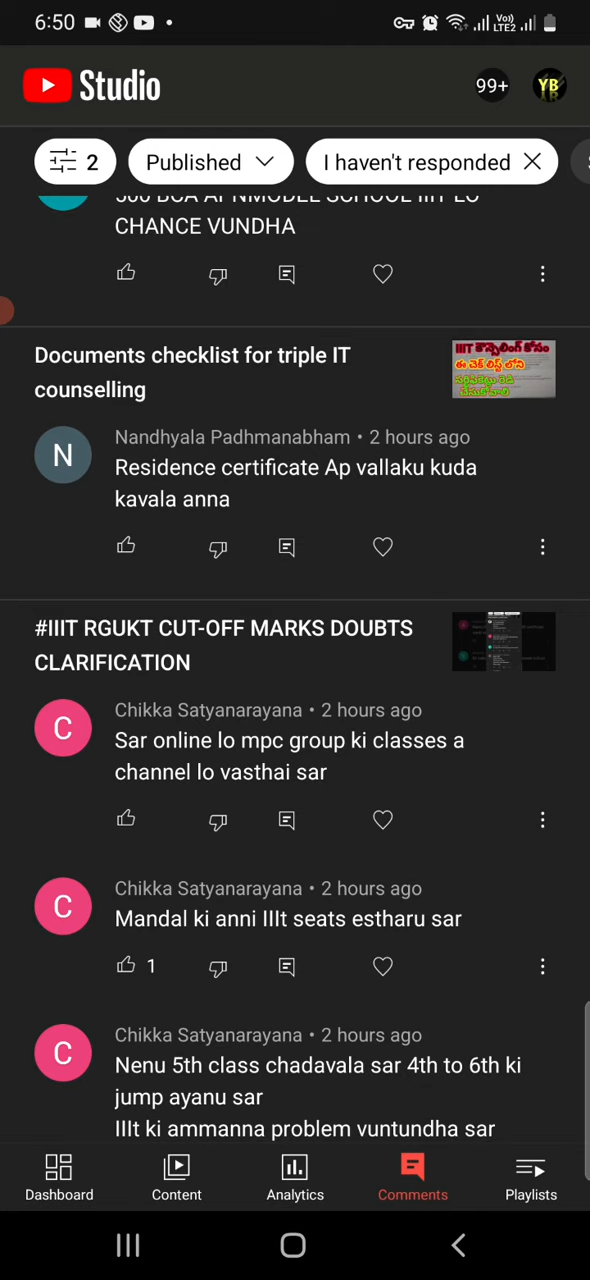 6:50
Vo))
LTE2
Studio
99+
YB
2
Published
I haven't responded
CHANCE VUNDHA
Documents checklist for triple IT
counselling
IIIT కౌన్సెలింగ్ కోసం
ఈ చెక్ లిస్ట్ లోని
సర్టిఫికెట్లు రెడీ
చేసుకోవాలి
N
Nandhyala Padhmanabham • 2 hours ago
Residence certificate Ap vallaku kuda
kavala anna
#IIIT RGUKT CUT-OFF MARKS DOUBTS
CLARIFICATION
C
Chikka Satyanarayana • 2 hours ago
Sar online lo mpc group ki classes a
channel lo vasthai sar
C
Chikka Satyanarayana • 2 hours ago
Mandal ki anni IIIt seats estharu sar
1
C
Chikka Satyanarayana • 2 hours ago
Nenu 5th class chadavala sar 4th to 6th ki
jump ayanu sar
IIIt ki ammanna problem vuntundha sar
Dashboard
Content
Analytics
Comments
Playlists